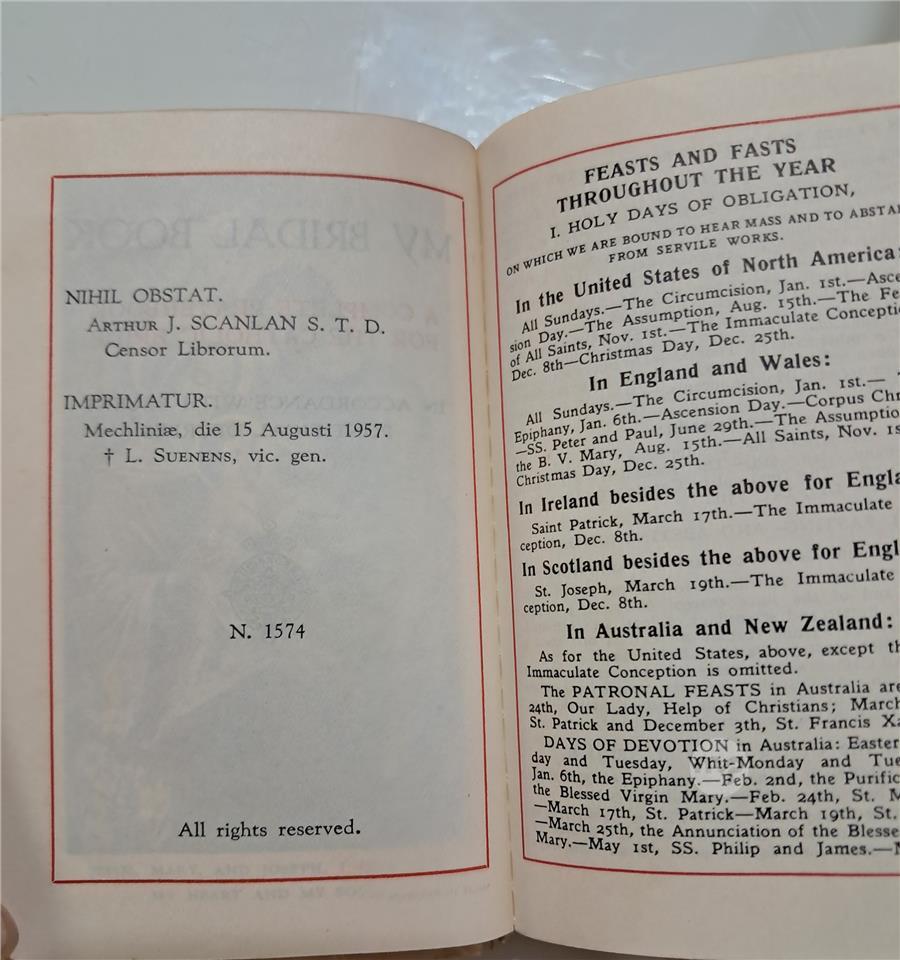 NIHIL OBSTAT.
ARTHUR J. SCANLAN S. T. D.
Censor Librorum.
IMPRIMATUR.
Mechliniæ, die 15 Augusti 1957.
† L. SUENENS, vic. gen.
N. 1574
All rights reserved.
FEASTS AND FASTS
THROUGHOUT THE YEAR
I. HOLY DAYS OF OBLIGATION,
ON WHICH WE ARE BOUND TO HEAR MASS AND TO ABSTA
FROM SERVILE WORKS.
In the United States of North America:
All Sundays.—The Circumcision, Jan. 1st.—Asce
sion Day.—The Assumption, Aug. 15th.—The Fe
of All Saints, Nov. 1st.—The Immaculate Concepti
Dec. 8th—Christmas Day, Dec. 25th.
In England and Wales:
All Sundays.—The Circumcision, Jan. 1st.—
Epiphany, Jan. 6th.—Ascension Day.—Corpus Chr
—SS. Peter and Paul, June 29th.—The Assumptio
the B. V. Mary, Aug. 15th.—All Saints, Nov. 1s
Christmas Day, Dec. 25th.
In Ireland besides the above for Engla
Saint Patrick, March 17th.—The Immaculate
ception, Dec. 8th.
In Scotland besides the above for Engl
St. Joseph, March 19th.—The Immaculate
ception, Dec. 8th.
In Australia and New Zealand:
As for the United States, above, except th
Immaculate Conception is omitted.
The PATRONAL FEASTS in Australia are
24th, Our Lady, Help of Christians; March
St. Patrick and December 3th, St. Francis Xa
DAYS OF DEVOTION in Australia: Easter
day and Tuesday, Whit-Monday and Tue
Jan. 6th, the Epiphany.—Feb. 2nd, the Purific
the Blessed Virgin Mary.—Feb. 24th, St. M
—March 17th, St. Patrick—March 19th, St.
—March 25th, the Annunciation of the Blesse
Mary.—May 1st, SS. Philip and James.—